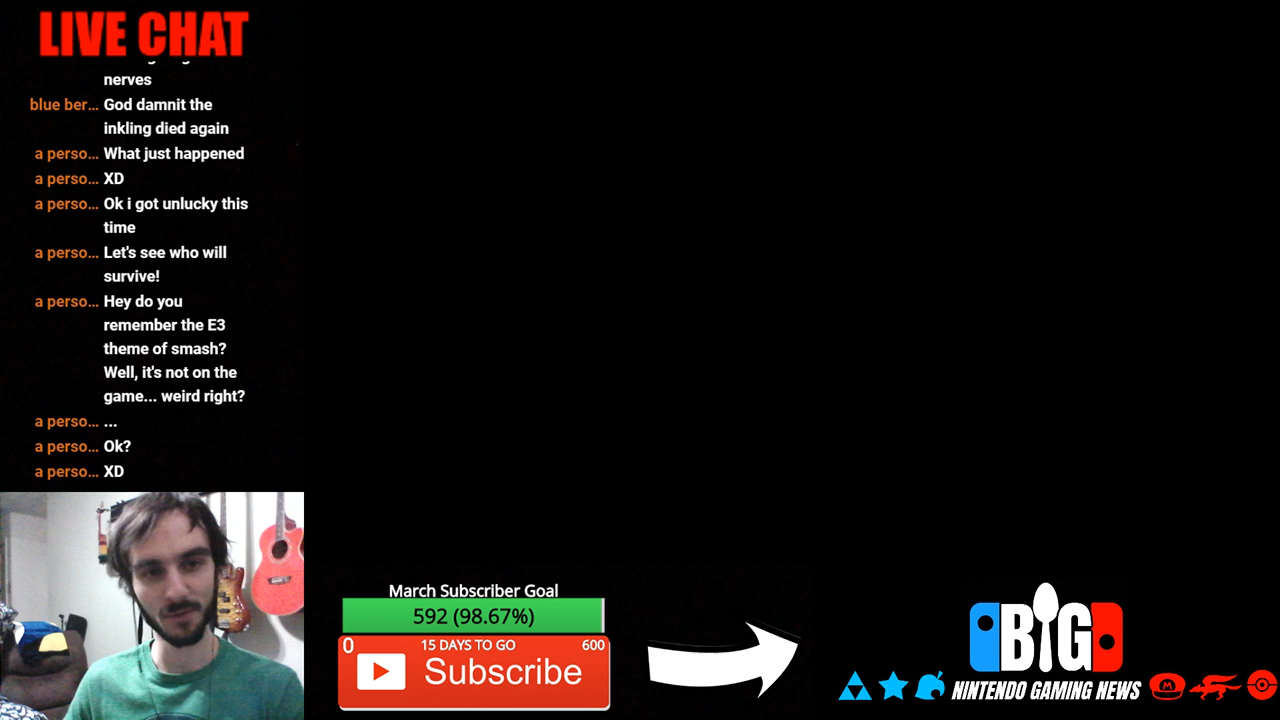 LIVE CHAT
nerves
blue ber... God damnit the
inkling died again
a perso... What just happened
a perso... XD
a perso... Ok i got unlucky this
time
a perso... Let's see who will
survive!
a perso... Hey do you
remember the E3
theme of smash?
Well, it's not on the
game... weird right?
a perso... ...
a perso... Ok?
a perso... XD
March Subscriber Goal
592 (98.67%)
0 15 DAYS TO GO 600
Subscribe
BIG
NINTENDO GAMING NEWS
M